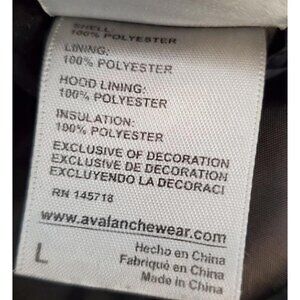 SHELL:
100% POLYESTER
LINING:
100% POLYESTER
HOOD LINING:
100% POLYESTER
INSULATION:
100% POLYESTER
EXCLUSIVE OF DECORATION
EXCLUSIVE DE DÉCORATION
EXCLUYENDO LA DECORACI
RN 145718
www.avalanchewear.com
L
Hecho en China
Fabriqué en China
Made in China